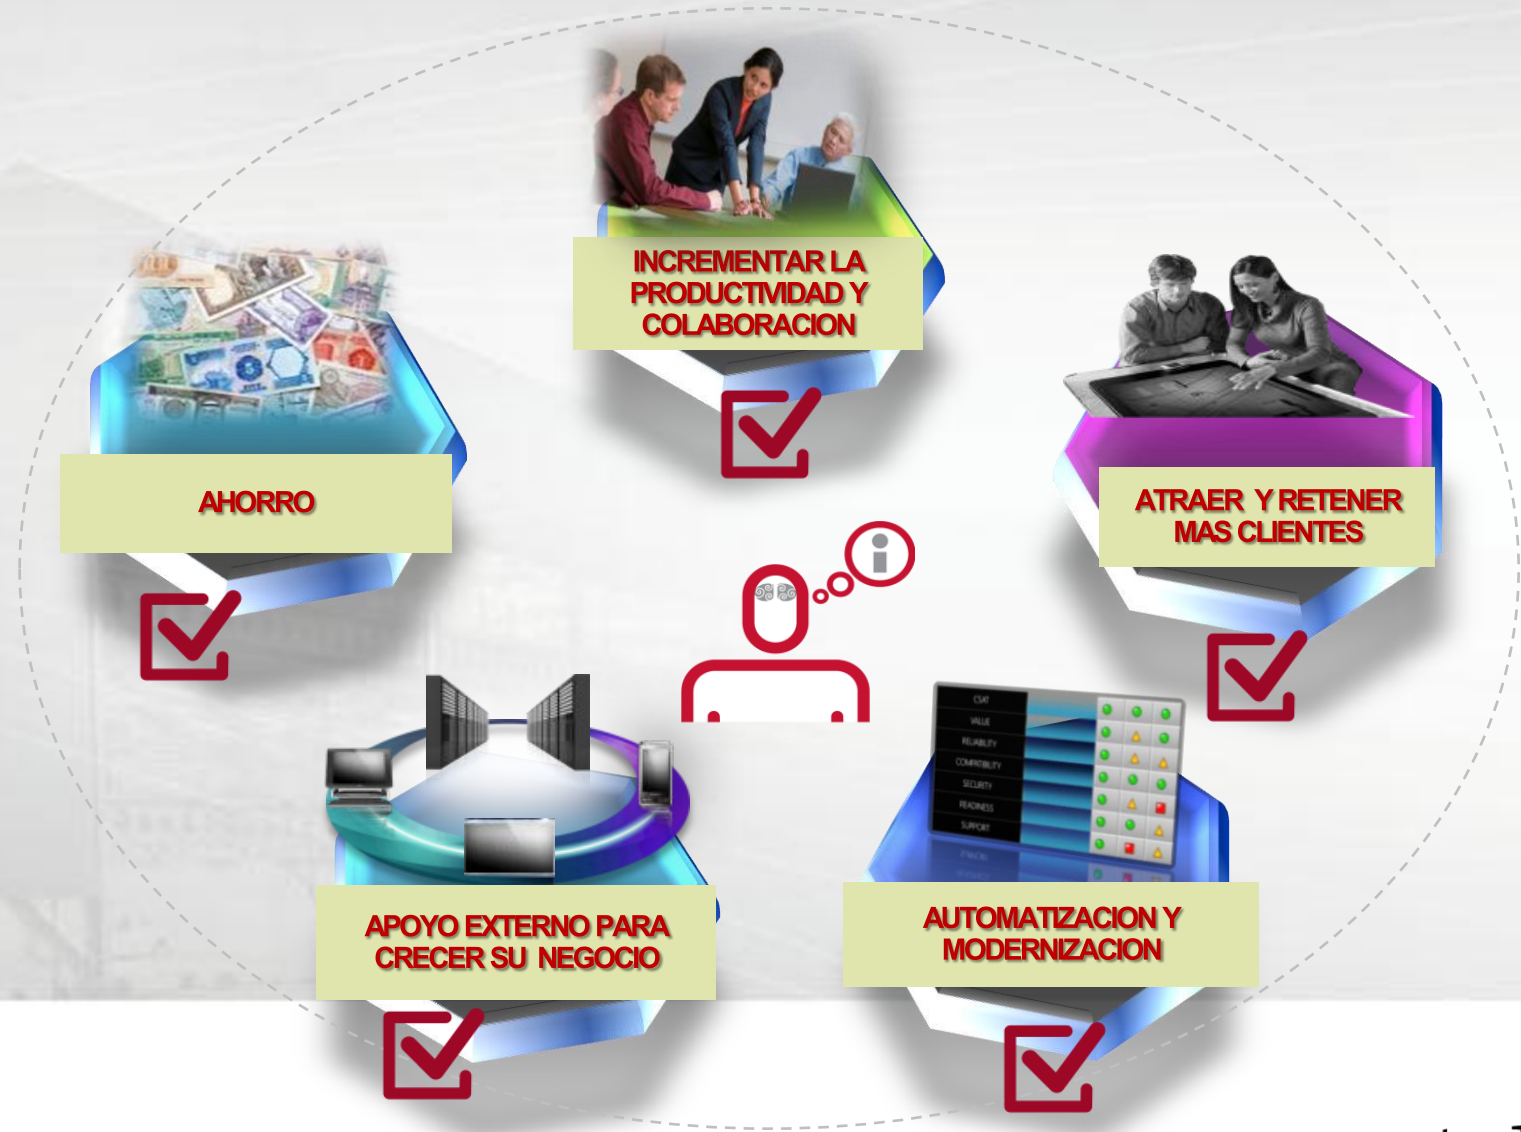 INCREMENTAR LA
PRODUCTIVIDAD Y
COLABORACION
AHORRO
ATRAER Y RETENER
MAS CLIENTES
CSAT
VALUE
RELIABILITY
COMPATIBILITY
SECURITY
READINESS
SUPPORT
APOYO EXTERNO PARA
CRECER SU NEGOCIO
AUTOMATIZACION Y
MODERNIZACION